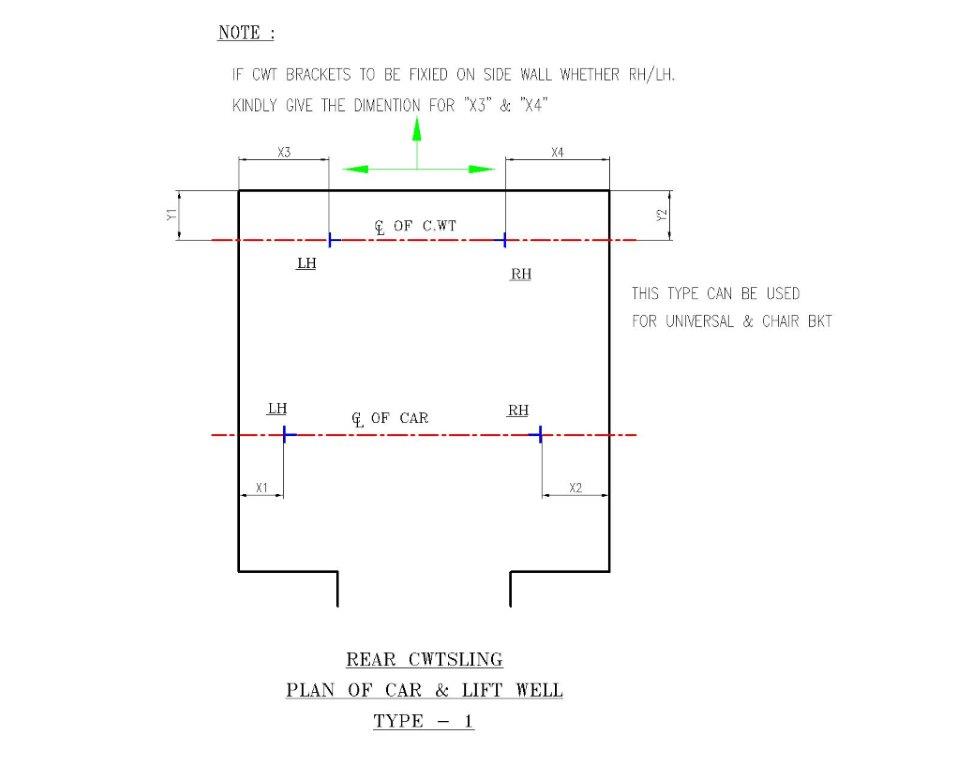 NOTE :
IF CWT BRACKETS TO BE FIXIED ON SIDE WALL WHETHER RH/LH.
KINDLY GIVE THE DIMENTION FOR "X3" & "X4"
X3
X4
Y1
Y2
℄ OF C.WT
LH
RH
THIS TYPE CAN BE USED
FOR UNIVERSAL & CHAIR BKT
LH
℄ OF CAR
RH
X1
X2
REAR CWTSLING
PLAN OF CAR & LIFT WELL
TYPE - 1